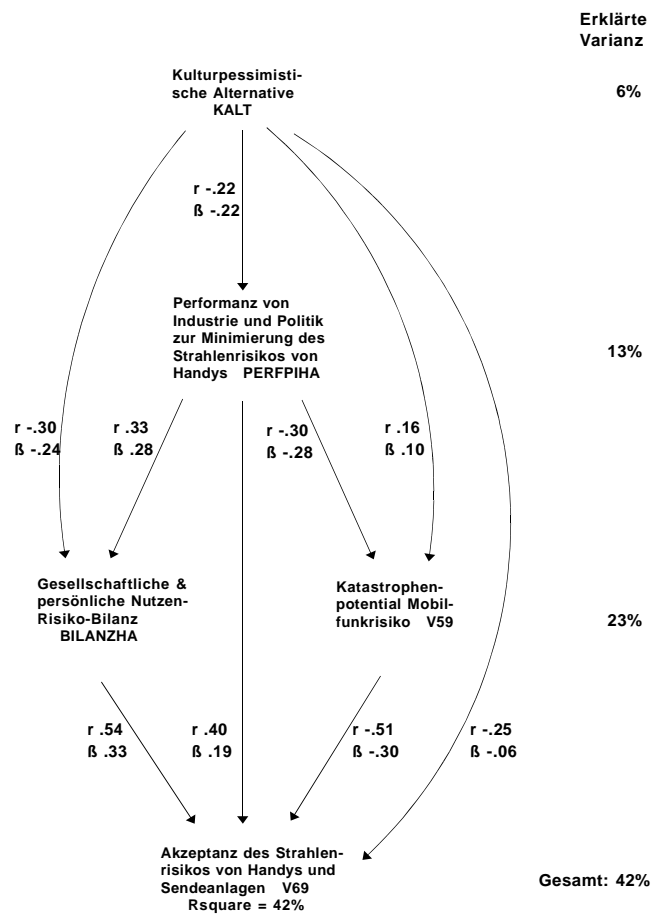 Erklärte
Varianz
Kulturpessimisti-
sche Alternative
KALT
6%
r -.22
ß -.22
Performanz von
Industrie und Politik
zur Minimierung des
Strahlenrisikos von
Handys PERFPIHA
13%
r -.30
ß -.24
r .33
ß .28
r -.30
ß -.28
r .16
ß .10
Gesellschaftliche &
persönliche Nutzen-
Risiko-Bilanz
BILANZHA
Katastrophen-
potential Mobil-
funkrisiko V59
23%
r .54
ß .33
r .40
ß .19
r -.51
ß -.30
r -.25
ß -.06
Akzeptanz des Strahlen-
risikos von Handys und
Sendeanlagen V69
Rsquare = 42%
Gesamt: 42%